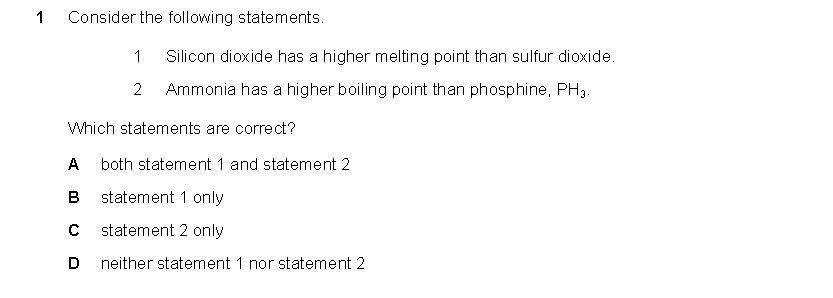 1 Consider the following statements.
1 Silicon dioxide has a higher melting point than sulfur dioxide.
2 Ammonia has a higher boiling point than phosphine, PH₃.
Which statements are correct?
A both statement 1 and statement 2
B statement 1 only
C statement 2 only
D neither statement 1 nor statement 2